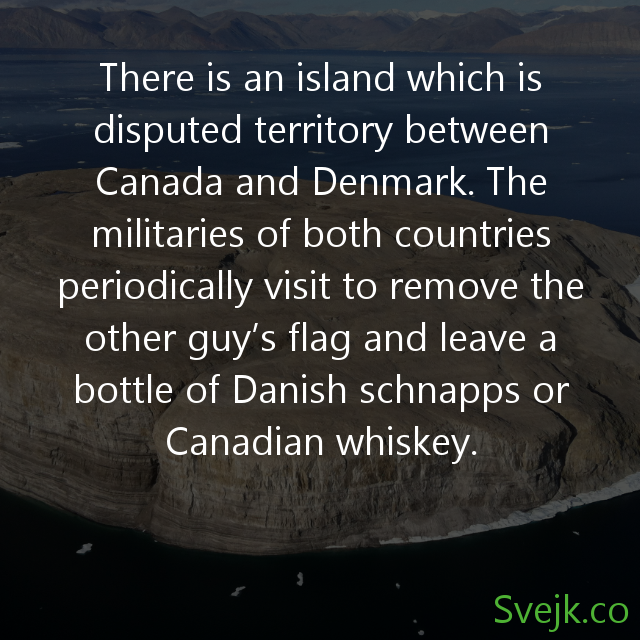 There is an island which is
disputed territory between
Canada and Denmark. The
militaries of both countries
periodically visit to remove the
other guy’s flag and leave a
bottle of Danish schnapps or
Canadian whiskey.
Svejk.co